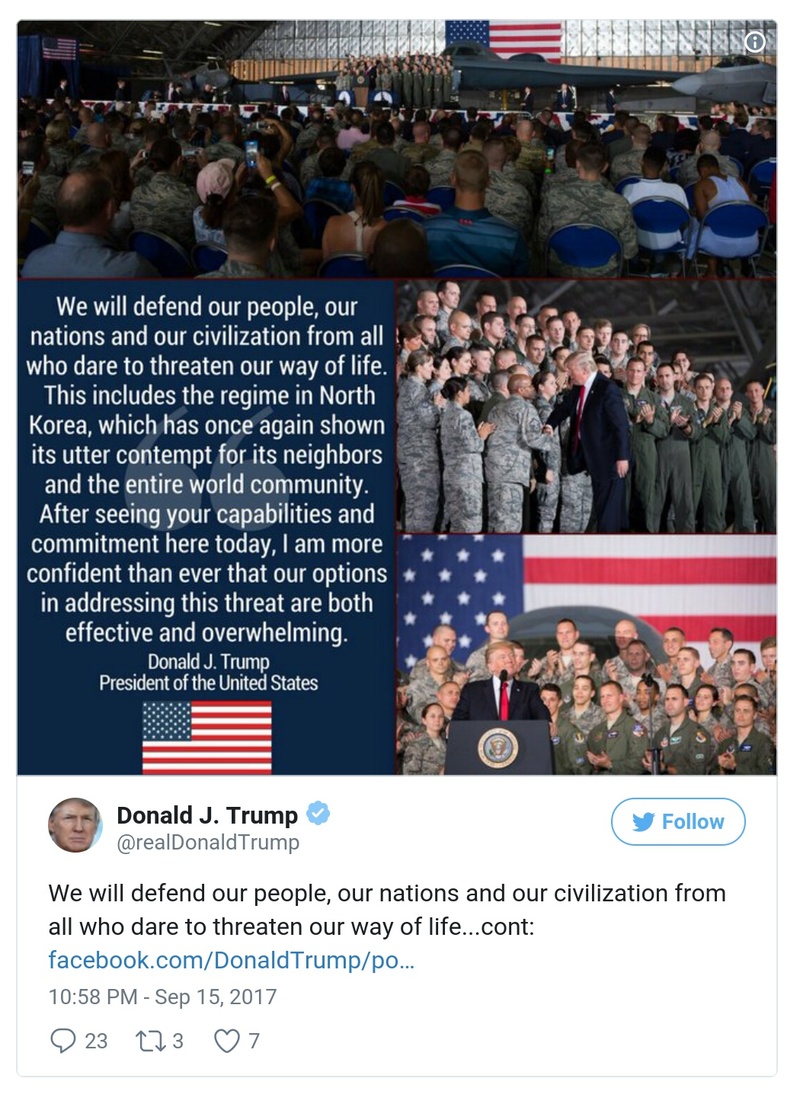 We will defend our people, our
nations and our civilization from all
who dare to threaten our way of life.
This includes the regime in North
Korea, which has once again shown
its utter contempt for its neighbors
and the entire world community.
After seeing your capabilities and
commitment here today, I am more
confident than ever that our options
in addressing this threat are both
effective and overwhelming.
Donald J. Trump
President of the United States
Donald J. Trump
@realDonaldTrump
Follow
We will defend our people, our nations and our civilization from
all who dare to threaten our way of life...cont:
facebook.com/DonaldTrump/po…
10:58 PM - Sep 15, 2017
23 3 7